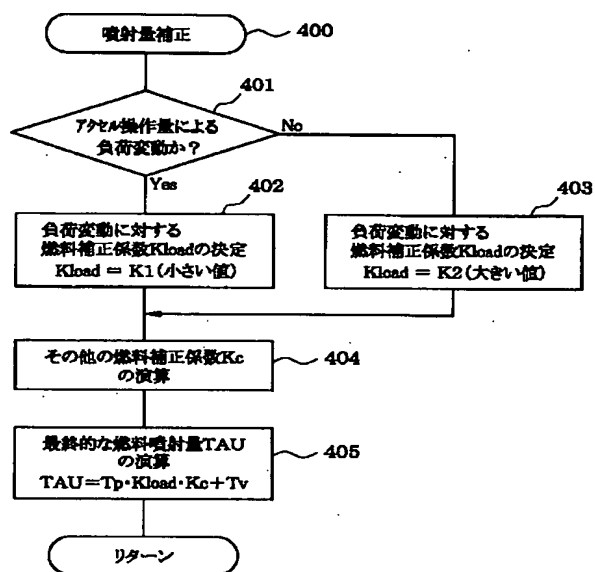 噴射量補正
400
401
アクセル操作量による
負荷変動か?
No
Yes
402
負荷変動に対する
燃料補正係数Kloadの決定
Kload = K1(小さい値)
403
負荷変動に対する
燃料補正係数Kloadの決定
Kload = K2(大きい値)
その他の燃料補正係数Kc
の演算
404
最終的な燃料噴射量TAU
の演算
TAU=Tp・Kload・Kc+Tv
405
リターン